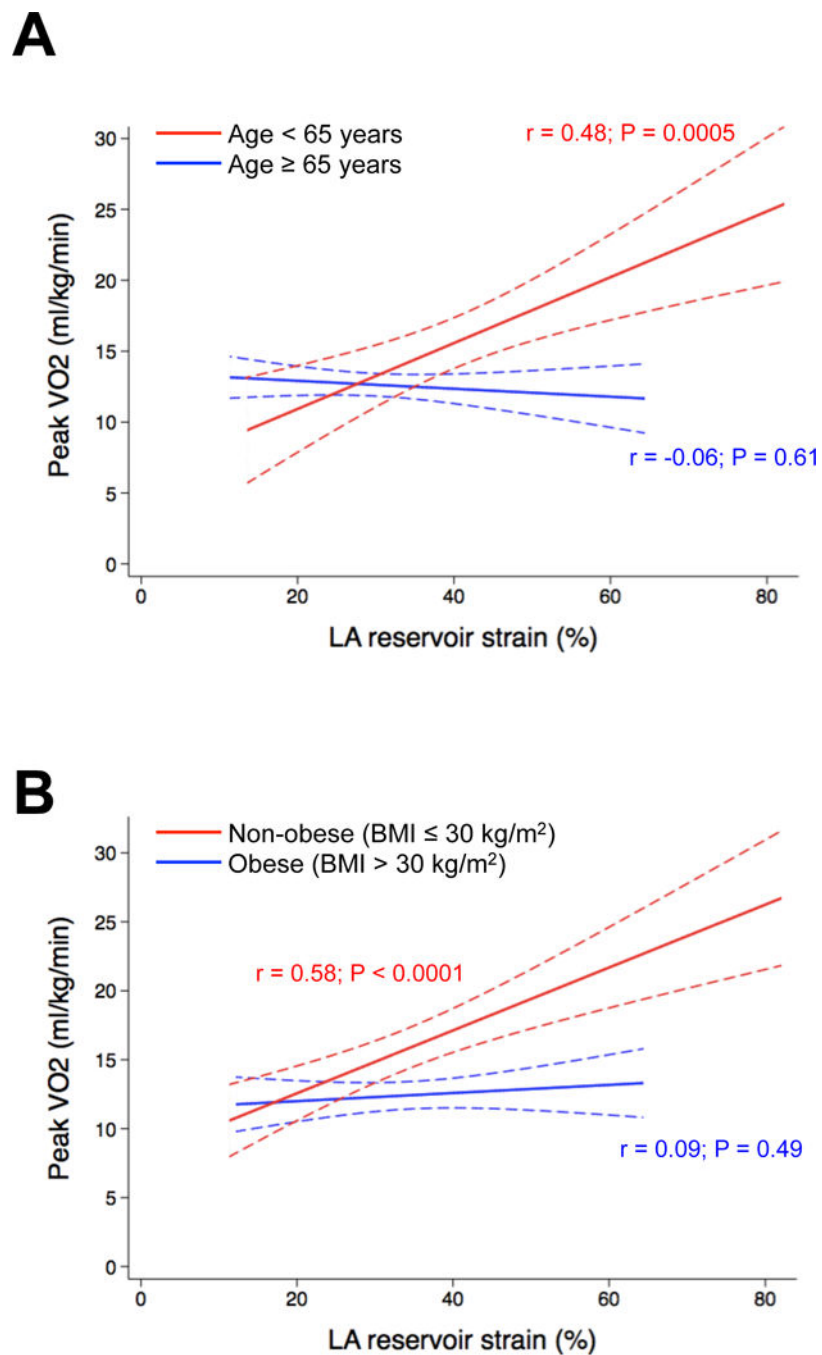 A
Age < 65 years
Age ≥ 65 years
r = 0.48; P = 0.0005
r = -0.06; P = 0.61
Peak VO2 (ml/kg/min)
30
25
20
15
10
5
0
0 20 40 60 80
LA reservoir strain (%)
B
Non-obese (BMI ≤ 30 kg/m²)
Obese (BMI > 30 kg/m²)
r = 0.58; P < 0.0001
r = 0.09; P = 0.49
Peak VO2 (ml/kg/min)
30
25
20
15
10
5
0
0 20 40 60 80
LA reservoir strain (%)